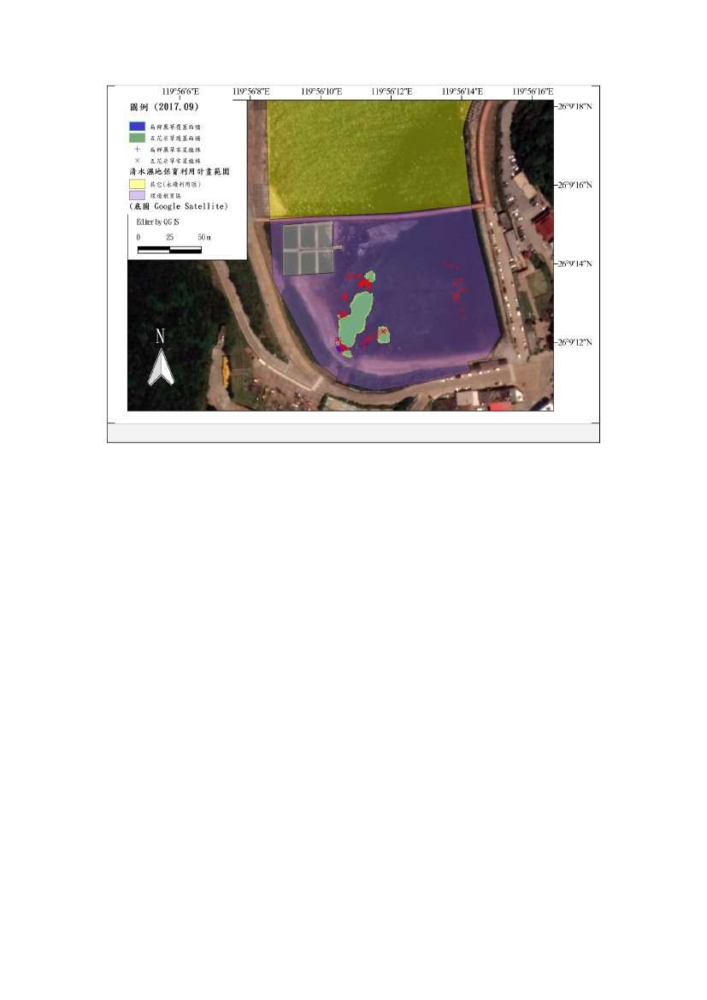 119°56′6″E 119°56′8″E 119°56′10″E 119°56′12″E 119°56′14″E 119°56′16″E
圖例 (2017.09)
扁稈藨草覆蓋面積
互花米草護蓋面積
扁稈藨草零星植株
互花米草零星植株
清水濕地保育利用計畫範圍
其它(永續利用區)
環境教育區
(底圖 Google Satellite)
Editer by QGIS
0 25 50 m
N
26°9′18″N
26°9′16″N
26°9′14″N
26°9′12″N